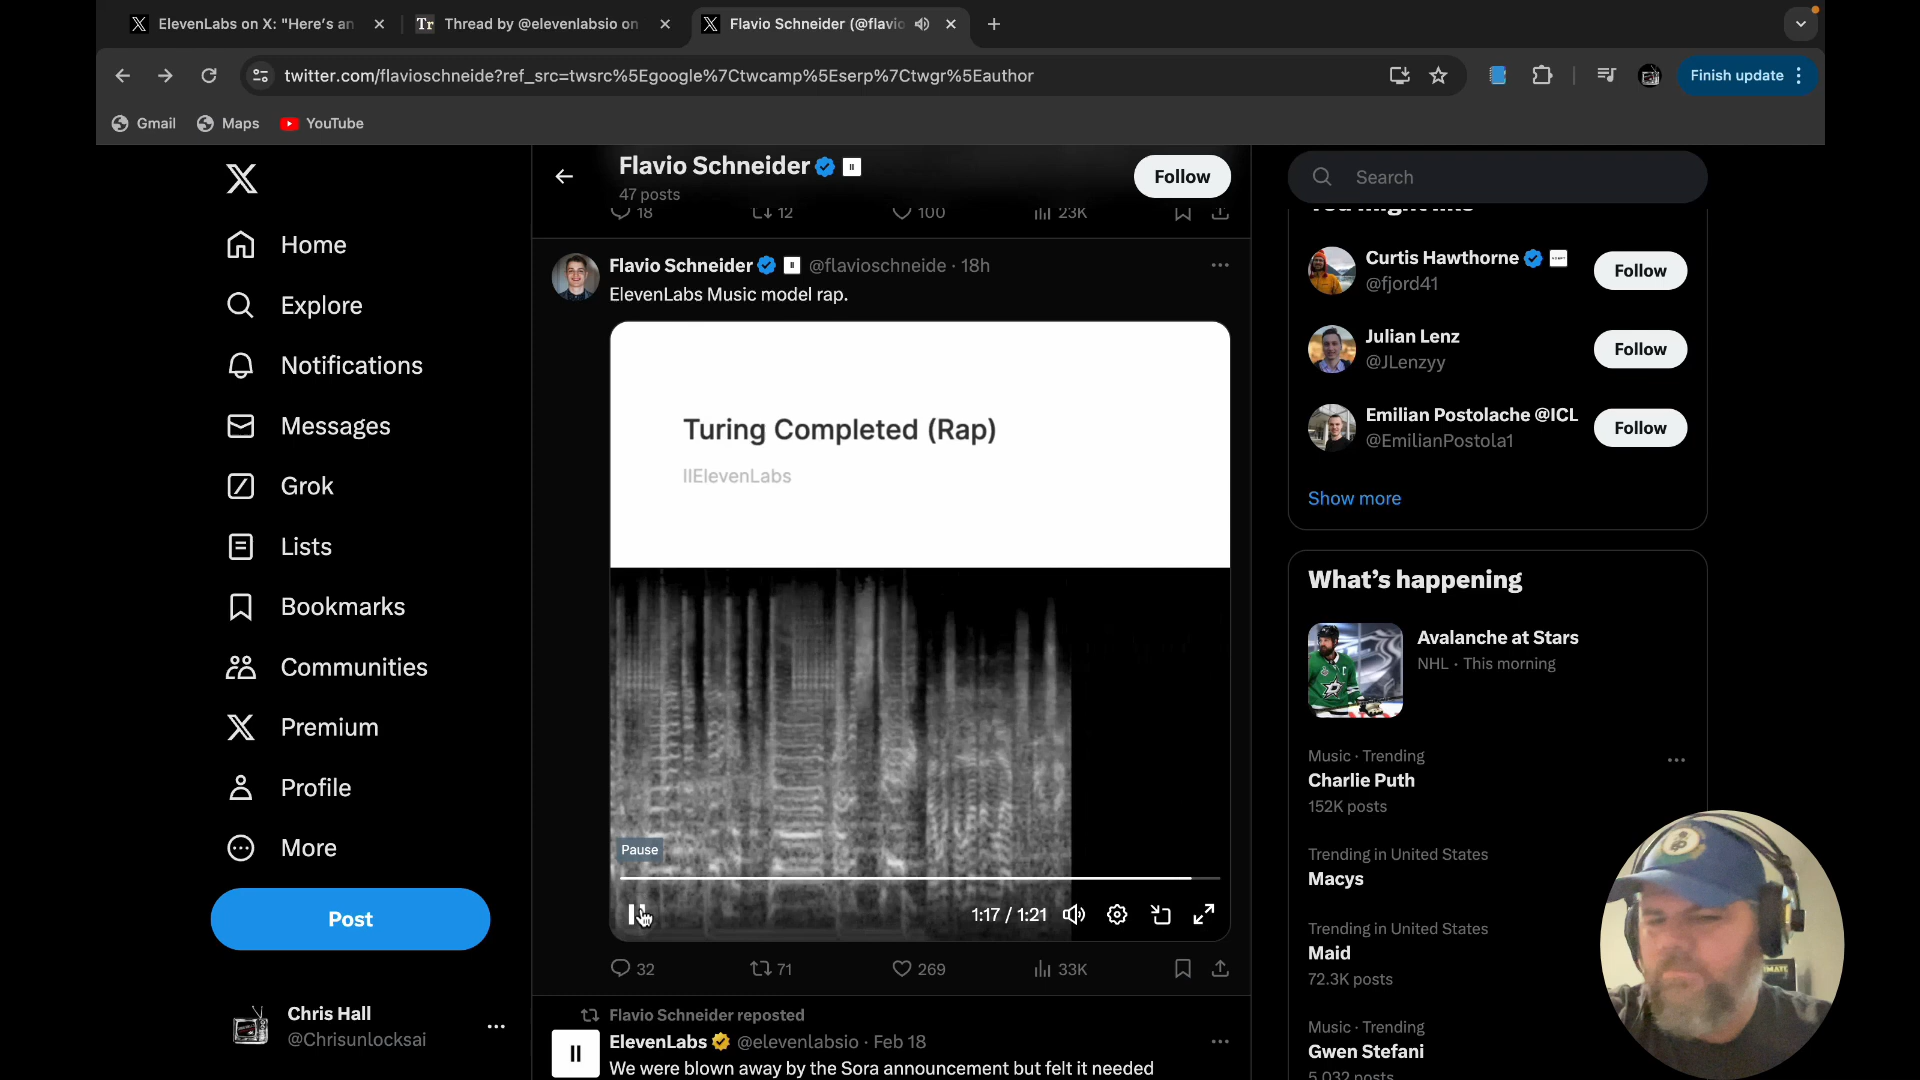 ElevenLabs on X: "Here's an
Thread by @elevenlabsio on
Flavio Schneider (@flavio
twitter.com/flavioschneide?ref_src=twsrc%5Egoogle%7Ctwcamp%5Eserp%7Ctwgr%5Eauthor
Finish update
Gmail
Maps
YouTube
Home
Explore
Notifications
Messages
Grok
Lists
Bookmarks
Communities
Premium
Profile
More
Post
Chris Hall
@Chrisunlocksai
Flavio Schneider
47 posts
Follow
18 12 100 23K
Flavio Schneider @flavioschneide · 18h
ElevenLabs Music model rap.
Turing Completed (Rap)
IIElevenLabs
Pause
1:17 / 1:21
32 71 269 33K
Flavio Schneider reposted
ElevenLabs @elevenlabsio · Feb 18
We were blown away by the Sora announcement but felt it needed
Search
You might like
Curtis Hawthorne
@fjord41
Follow
Julian Lenz
@JLenzyy
Follow
Emilian Postolache @ICL
@EmilianPostola1
Follow
Show more
What's happening
Avalanche at Stars
NHL · This morning
Music · Trending
Charlie Puth
152K posts
Trending in United States
Macys
Trending in United States
Maid
72.3K posts
Music · Trending
Gwen Stefani
5,032 posts